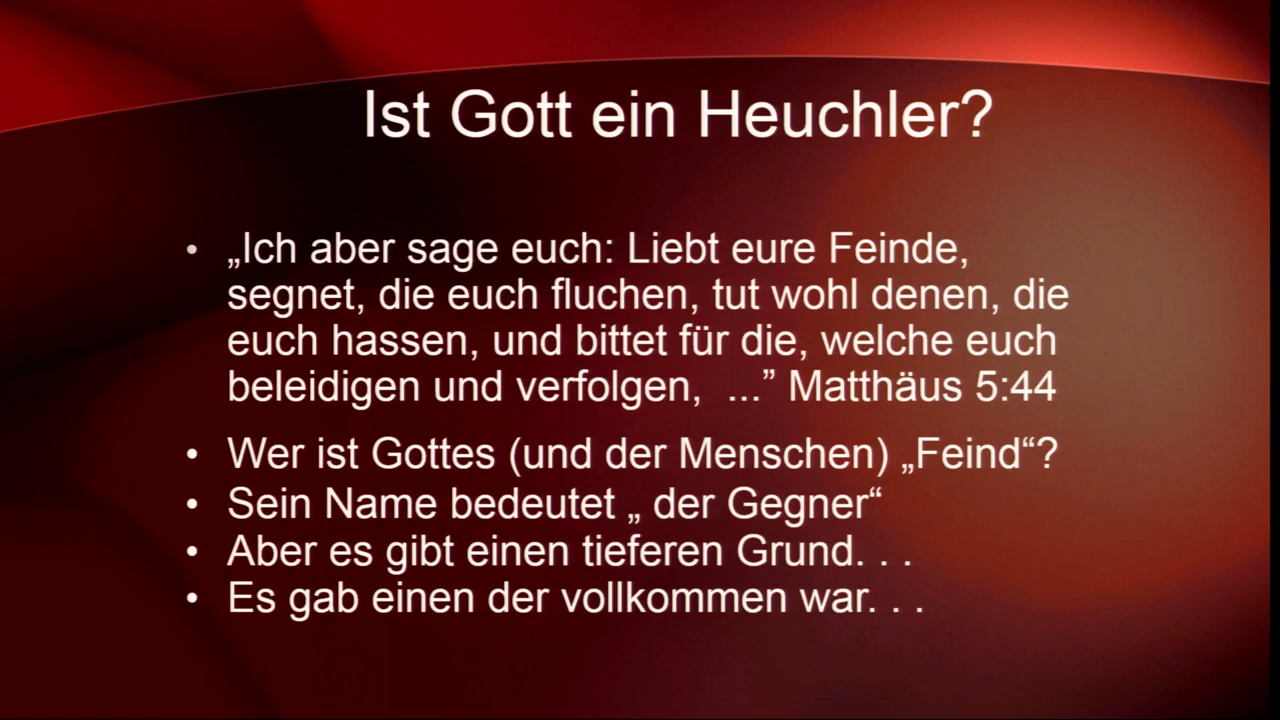 Ist Gott ein Heuchler?
• „Ich aber sage euch: Liebt eure Feinde,
segnet, die euch fluchen, tut wohl denen, die
euch hassen, und bittet für die, welche euch
beleidigen und verfolgen,  ...” Matthäus 5:44
• Wer ist Gottes (und der Menschen) „Feind“?
• Sein Name bedeutet „ der Gegner“
• Aber es gibt einen tieferen Grund. . .
• Es gab einen der vollkommen war. . .